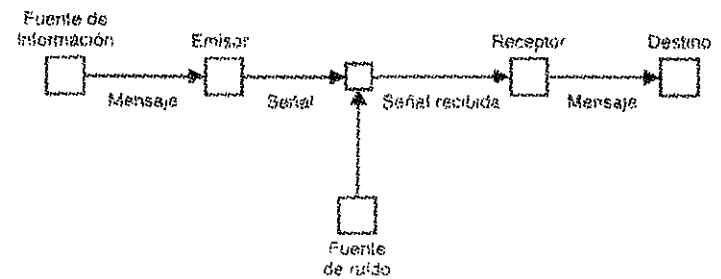 Fuente de
Información
Emisor
Receptor
Destino
Mensaje
Señal
Señal recibida
Mensaje
Fuente
de ruido